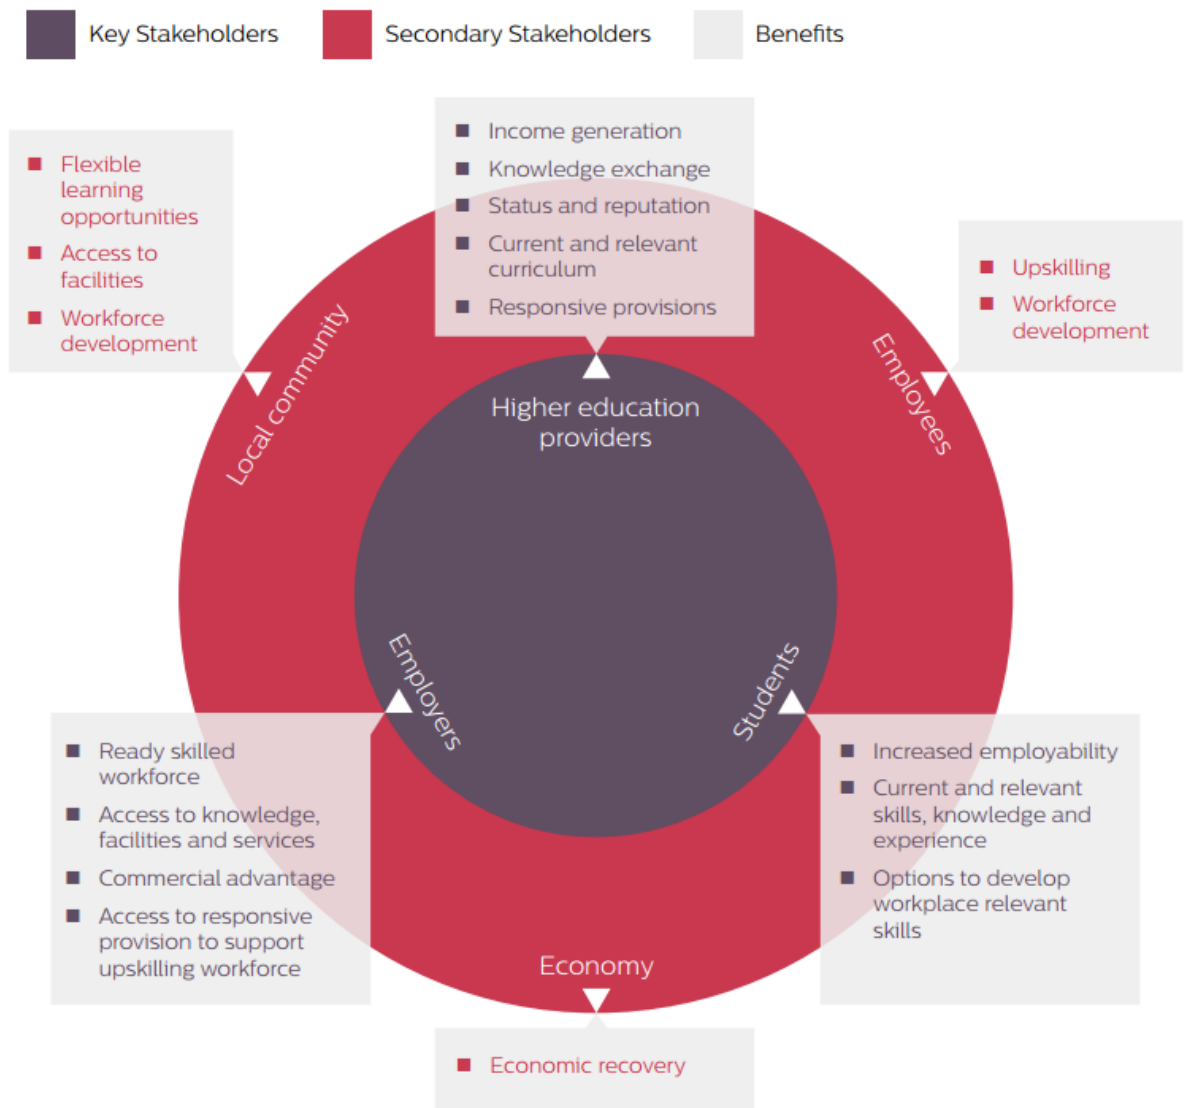 Key Stakeholders
Secondary Stakeholders
Benefits
Flexible
learning
opportunities
Access to
facilities
Workforce
development
Local community
Income generation
Knowledge exchange
Status and reputation
Current and relevant
curriculum
Responsive provisions
Higher education
providers
Upskilling
Workforce
development
Employees
Employers
Ready skilled
workforce
Access to knowledge,
facilities and services
Commercial advantage
Access to responsive
provision to support
upskilling workforce
Students
Increased employability
Current and relevant
skills, knowledge and
experience
Options to develop
workplace relevant
skills
Economy
Economic recovery